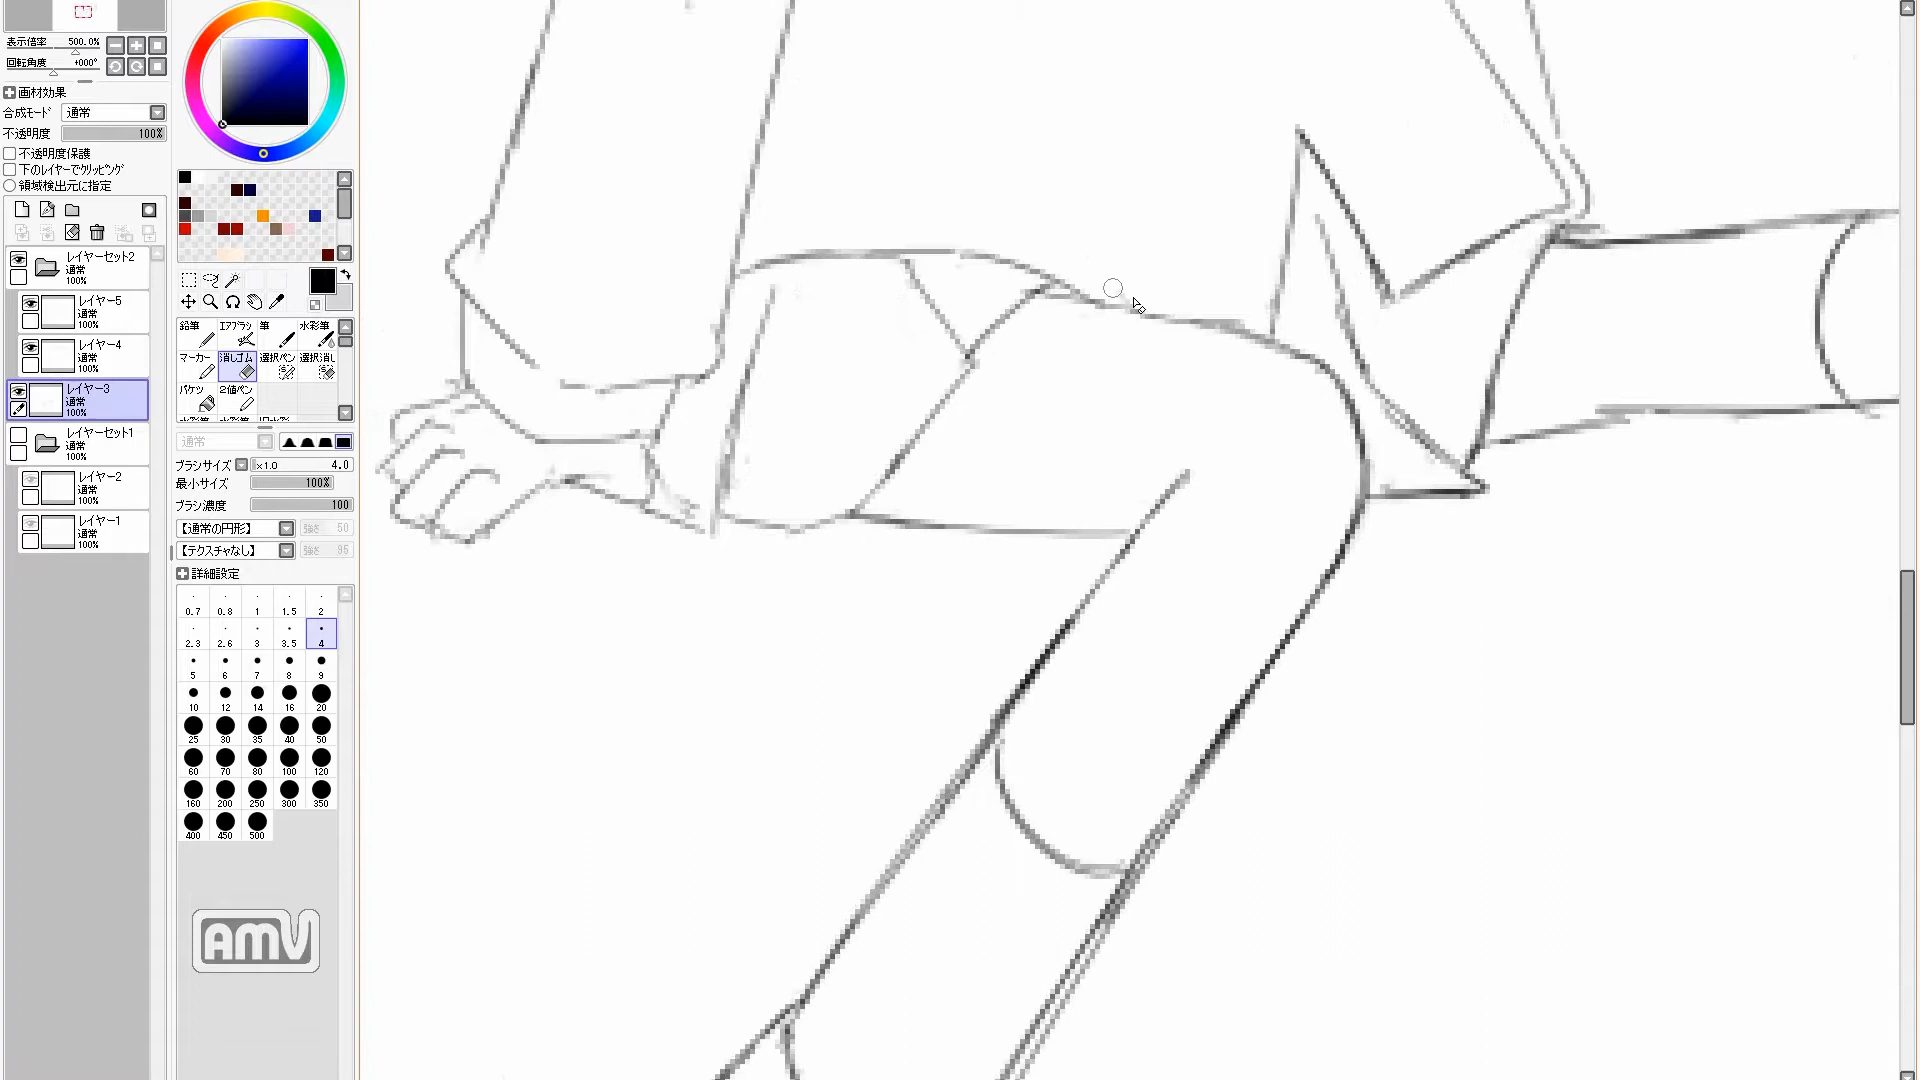 表示倍率 500.0%
回転角度 +000°
画材効果
合成モード 通常
不透明度 100%
不透明度保護
下のレイヤーでクリッピング
領域検出元に指定
レイヤーセット2
通常
100%
レイヤー5
通常
100%
レイヤー4
通常
100%
レイヤー3
通常
100%
レイヤーセット1
通常
100%
レイヤー2
通常
100%
レイヤー1
通常
100%
鉛筆 エアブラシ 筆 水彩筆
マーカー 消しゴム 選択ペン 選択消し
バケツ 2値ペン
通常
ブラシサイズ ×1.0 4.0
最小サイズ 100%
ブラシ濃度 100
【通常の円形】 強さ 50
【テクスチャなし】 強さ 95
詳細設定
0.7 0.8 1 1.5 2
2.3 2.6 3 3.5 4
5 6 7 8 9
10 12 14 16 20
25 30 35 40 50
60 70 80 100 120
160 200 250 300 350
400 450 500
AMV